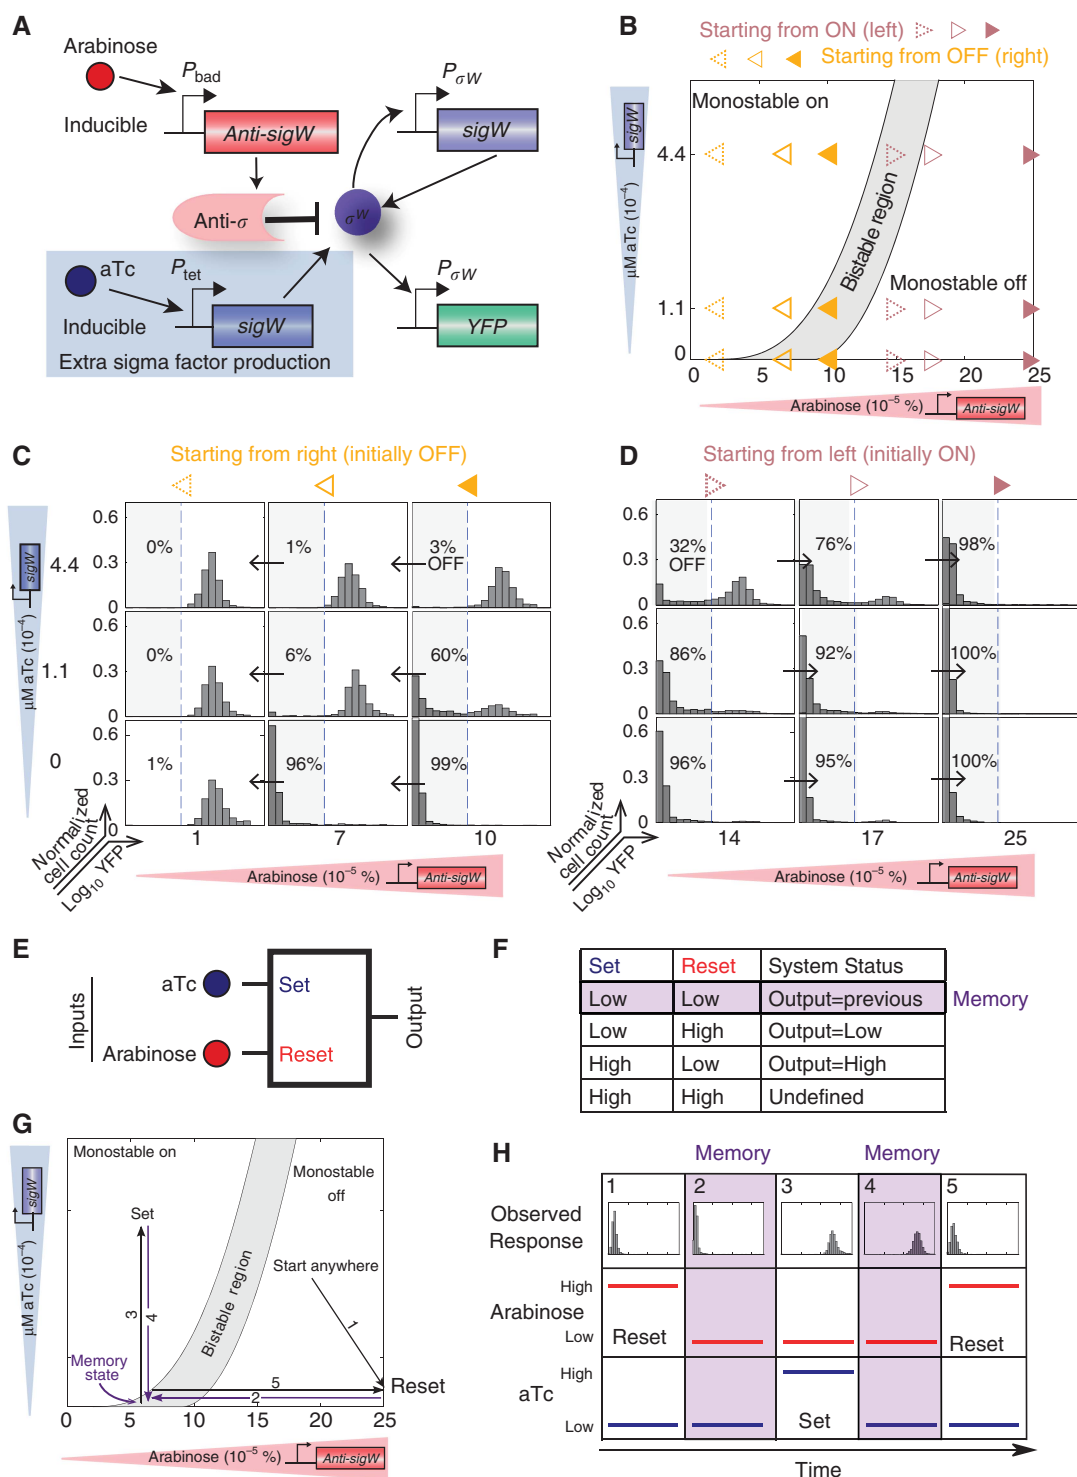 A
Arabinose
Inducible
Pbad
Anti-sigW
PσW
sigW
Anti-σ
σW
aTc
Inducible
Ptet
sigW
Extra sigma factor production
PσW
YFP
B
Starting from ON (left)
Starting from OFF (right)
Monostable on
Bistable region
Monostable off
sigW
µM aTc (10–4)
4.4
1.1
0
0 5 10 15 20 25
Arabinose (10–5 %)
Anti-sigW
C
Starting from right (initially OFF)
sigW
µM aTc (10–4)
4.4
0.6
0.3
0
0%
1%
3%
OFF
1.1
0.6
0.3
0
0%
6%
60%
0
0.6
0.3
0
1%
96%
99%
1 7 10
Normalized
cell count
Log10 YFP
Arabinose (10–5 %)
Anti-sigW
D
Starting from left (initially ON)
0.6
0.3
0
32%
OFF
76%
98%
0.6
0.3
0
86%
92%
100%
0.6
0.3
0
96%
95%
100%
14 17 25
Normalized
cell count
Log10 YFP
Arabinose (10–5 %)
Anti-sigW
E
Inputs
aTc
Arabinose
Set
Reset
Output
F
Set Reset System Status
Low Low Output=previous Memory
Low High Output=Low
High Low Output=High
High High Undefined
G
sigW
µM aTc (10–4)
Monostable on
Monostable
off
Set
Bistable region
Start anywhere
1
3
4
Memory
state
5
2
Reset
0 5 10 15 20 25
Arabinose (10–5 %)
Anti-sigW
H
Memory Memory
1 2 3 4 5
Observed
Response
Arabinose
High
Low
Reset
Reset
aTc
High
Low
Set
Time